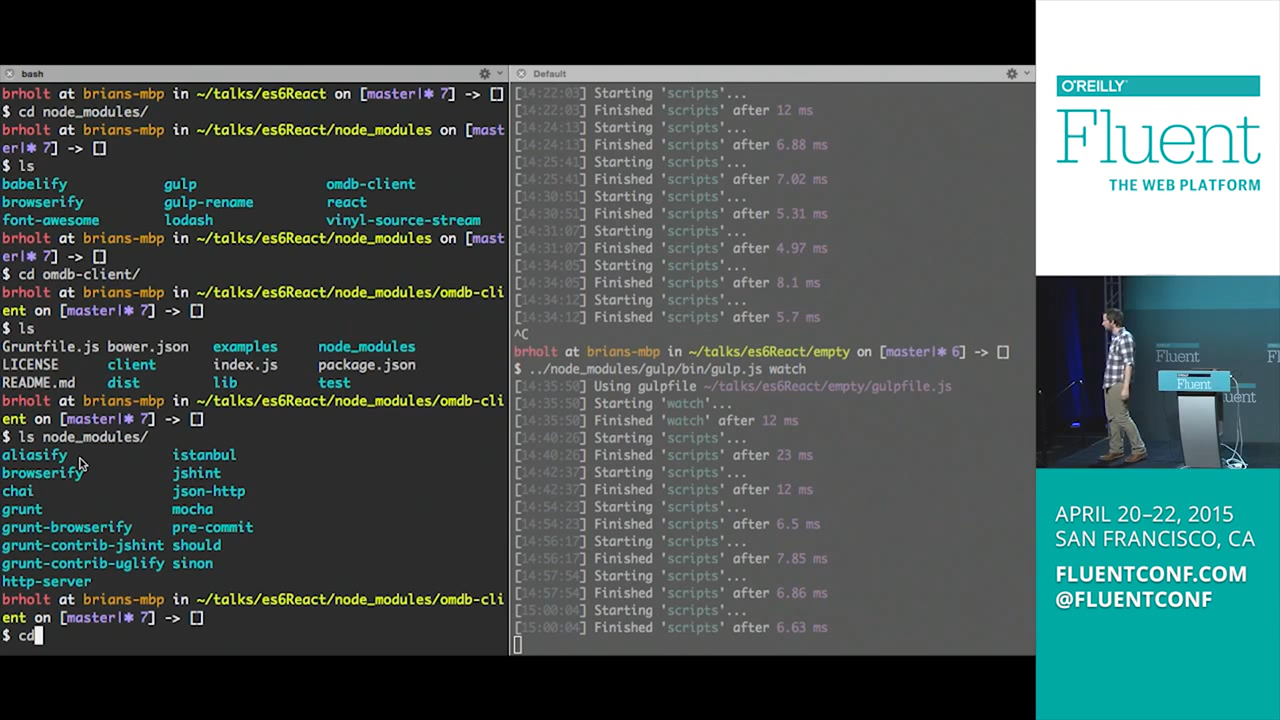 bash
brholt at brians-mbp in ~/talks/es6React on [master|✱ 7] -> []
$ cd node_modules/
brholt at brians-mbp in ~/talks/es6React/node_modules on [mast
er|✱ 7] -> []
$ ls
babelify gulp omdb-client
browserify gulp-rename react
font-awesome lodash vinyl-source-stream
brholt at brians-mbp in ~/talks/es6React/node_modules on [mast
er|✱ 7] -> []
$ cd omdb-client/
brholt at brians-mbp in ~/talks/es6React/node_modules/omdb-cli
ent on [master|✱ 7] -> []
$ ls
Gruntfile.js bower.json examples node_modules
LICENSE client index.js package.json
README.md dist lib test
brholt at brians-mbp in ~/talks/es6React/node_modules/omdb-cli
ent on [master|✱ 7] -> []
$ ls node_modules/
aliasify istanbul
browserify jshint
chai json-http
grunt mocha
grunt-browserify pre-commit
grunt-contrib-jshint should
grunt-contrib-uglify sinon
http-server
brholt at brians-mbp in ~/talks/es6React/node_modules/omdb-cli
ent on [master|✱ 7] -> []
$ cd
Default
[14:22:03] Starting 'scripts'...
[14:22:03] Finished 'scripts' after 12 ms
[14:24:13] Starting 'scripts'...
[14:24:13] Finished 'scripts' after 6.88 ms
[14:25:41] Starting 'scripts'...
[14:25:41] Finished 'scripts' after 7.02 ms
[14:30:51] Starting 'scripts'...
[14:30:51] Finished 'scripts' after 5.31 ms
[14:31:07] Starting 'scripts'...
[14:31:07] Finished 'scripts' after 4.97 ms
[14:34:05] Starting 'scripts'...
[14:34:05] Finished 'scripts' after 8.1 ms
[14:34:12] Starting 'scripts'...
[14:34:12] Finished 'scripts' after 5.7 ms
^C
brholt at brians-mbp in ~/talks/es6React/empty on [master|✱ 6] -> []
$ ../node_modules/gulp/bin/gulp.js watch
[14:35:50] Using gulpfile ~/talks/es6React/empty/gulpfile.js
[14:35:50] Starting 'watch'...
[14:35:50] Finished 'watch' after 12 ms
[14:40:26] Starting 'scripts'...
[14:40:26] Finished 'scripts' after 23 ms
[14:42:37] Starting 'scripts'...
[14:42:37] Finished 'scripts' after 12 ms
[14:54:23] Starting 'scripts'...
[14:54:23] Finished 'scripts' after 6.5 ms
[14:56:17] Starting 'scripts'...
[14:56:17] Finished 'scripts' after 7.85 ms
[14:57:54] Starting 'scripts'...
[14:57:54] Finished 'scripts' after 6.86 ms
[15:00:04] Starting 'scripts'...
[15:00:04] Finished 'scripts' after 6.63 ms
O'REILLY
Fluent
THE WEB PLATFORM
Fluent
Fluent
Fluent
uent
APRIL 20–22, 2015
SAN FRANCISCO, CA
FLUENTCONF.COM
@FLUENTCONF